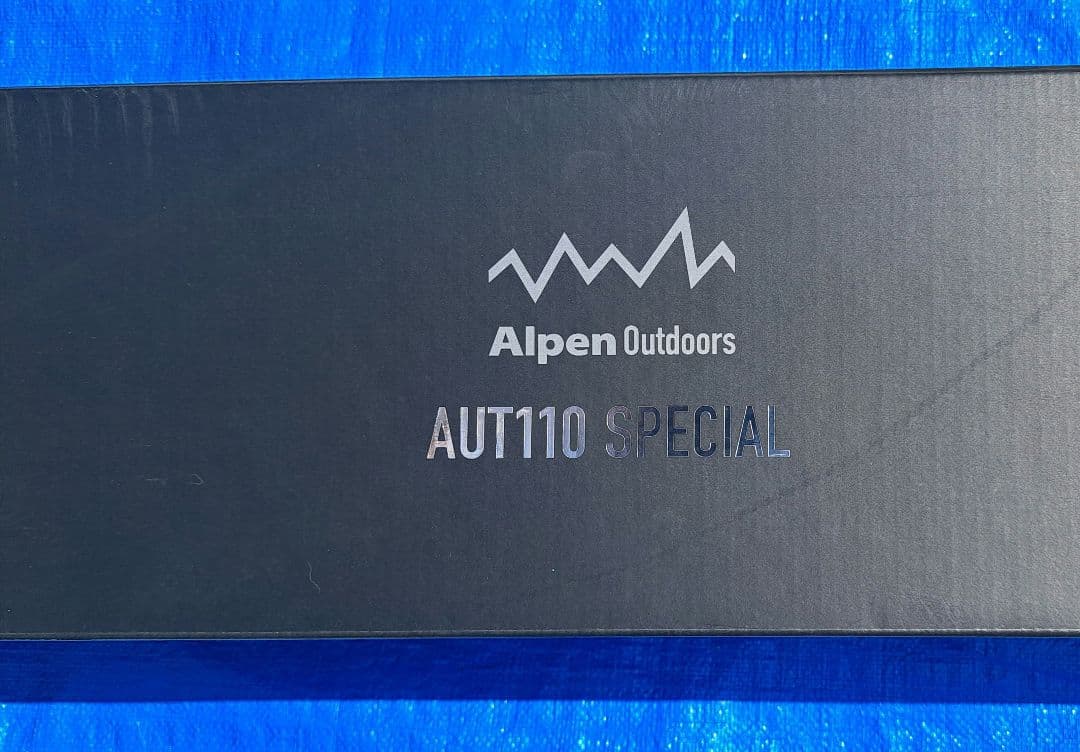 Alpen Outdoors
AUT110 SPECIAL